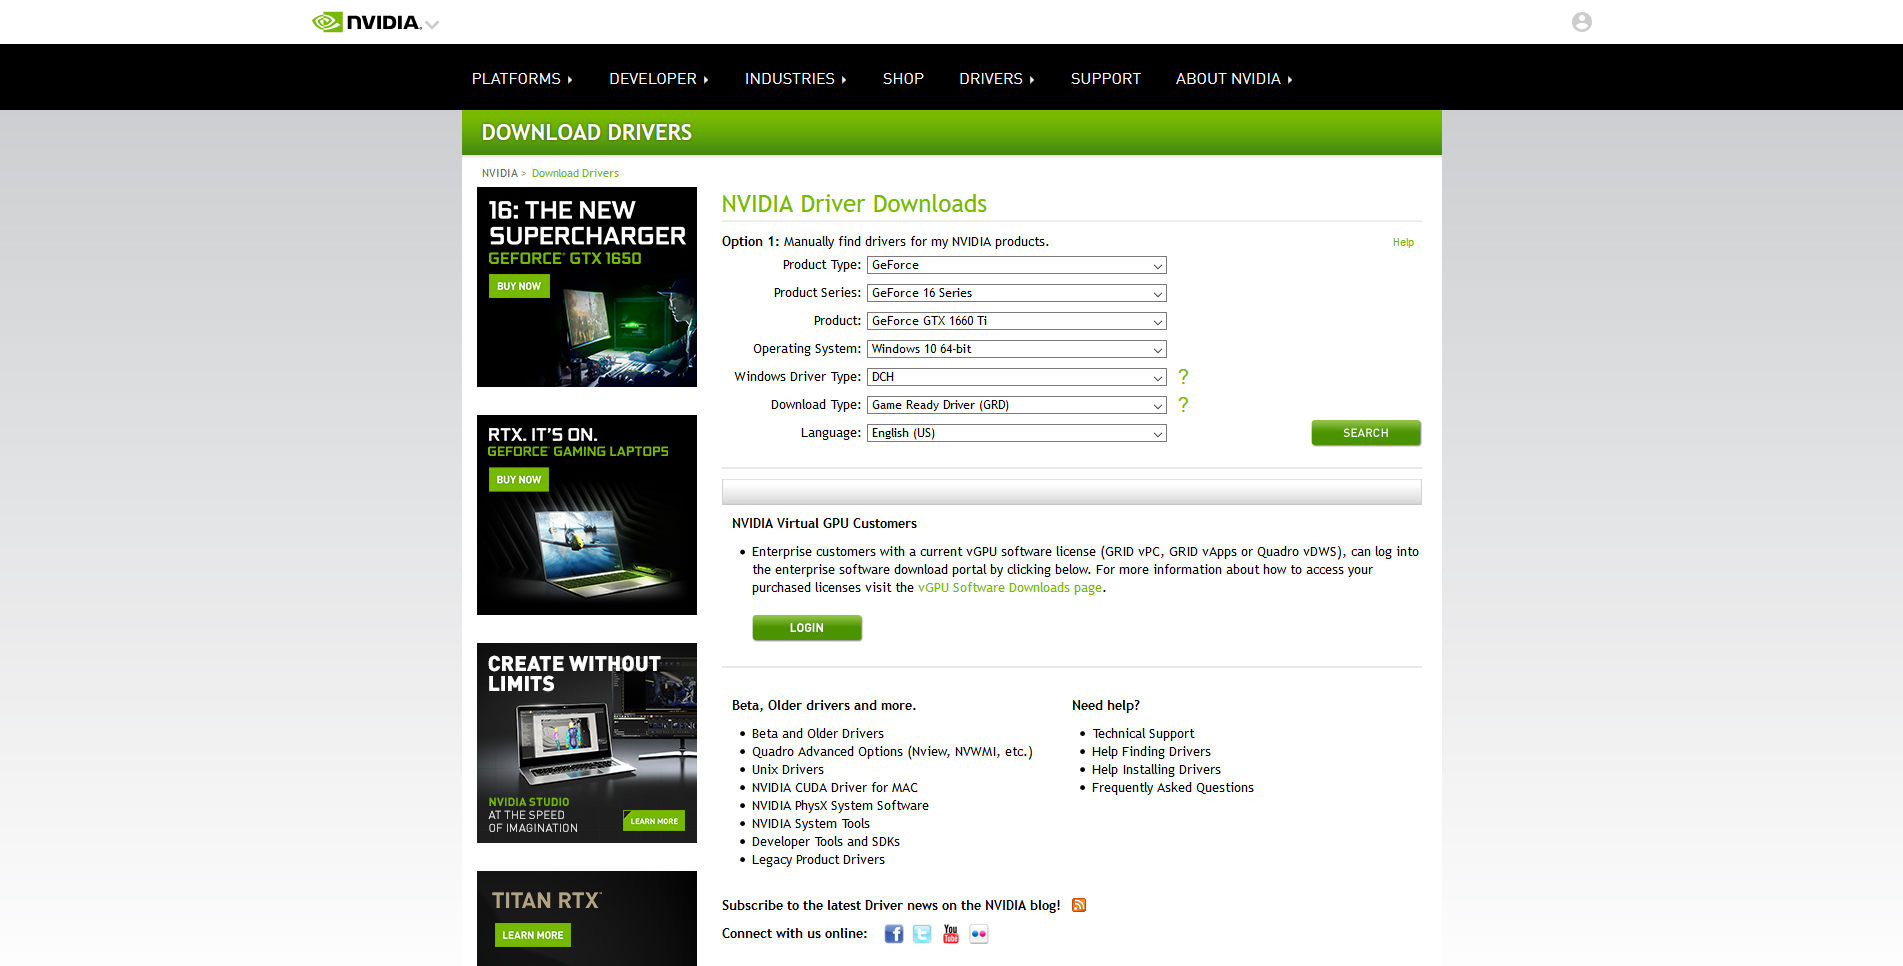 NVIDIA.
PLATFORMS
DEVELOPER
INDUSTRIES
SHOP
DRIVERS
SUPPORT
ABOUT NVIDIA
DOWNLOAD DRIVERS
NVIDIA > Download Drivers
16: THE NEW
SUPERCHARGER
GEFORCE® GTX 1650
BUY NOW
RTX. IT'S ON.
GEFORCE® GAMING LAPTOPS
BUY NOW
CREATE WITHOUT
LIMITS
NVIDIA STUDIO
AT THE SPEED
OF IMAGINATION
LEARN MORE
TITAN RTX™
LEARN MORE
NVIDIA Driver Downloads
Option 1: Manually find drivers for my NVIDIA products.
Help
Product Type: GeForce
Product Series: GeForce 16 Series
Product: GeForce GTX 1660 Ti
Operating System: Windows 10 64-bit
Windows Driver Type: DCH ?
Download Type: Game Ready Driver (GRD) ?
Language: English (US)
SEARCH
NVIDIA Virtual GPU Customers
• Enterprise customers with a current vGPU software license (GRID vPC, GRID vApps or Quadro vDWS), can log into
the enterprise software download portal by clicking below. For more information about how to access your
purchased licenses visit the vGPU Software Downloads page.
LOGIN
Beta, Older drivers and more.
• Beta and Older Drivers
• Quadro Advanced Options (Nview, NVWMI, etc.)
• Unix Drivers
• NVIDIA CUDA Driver for MAC
• NVIDIA PhysX System Software
• NVIDIA System Tools
• Developer Tools and SDKs
• Legacy Product Drivers
Need help?
• Technical Support
• Help Finding Drivers
• Help Installing Drivers
• Frequently Asked Questions
Subscribe to the latest Driver news on the NVIDIA blog!
Connect with us online:
f
t
You
Tube